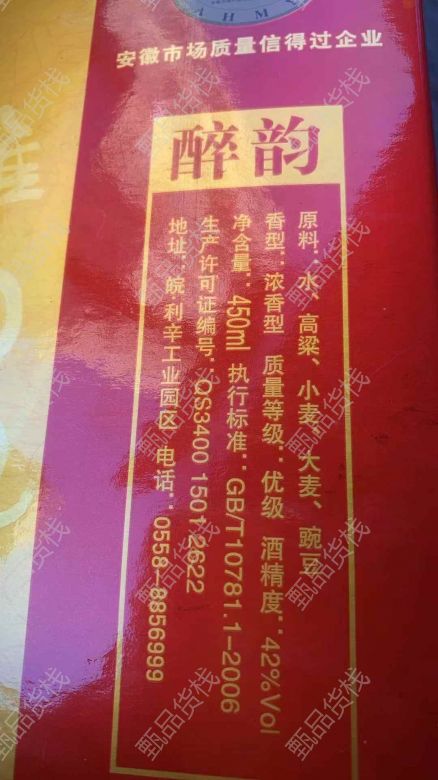 安徽市场质量信得过企业
醉韵
原料：水、高粱、小麦、大麦、豌豆
香型：浓香型 质量等级：优级 酒精度：42%Vol
净含量：450ml 执行标准：GB/T10781.1-2006
生产许可证编号：QS3400 1501 2622
地址：皖·利辛工业园区 电话：0558-8856999
甄品货栈